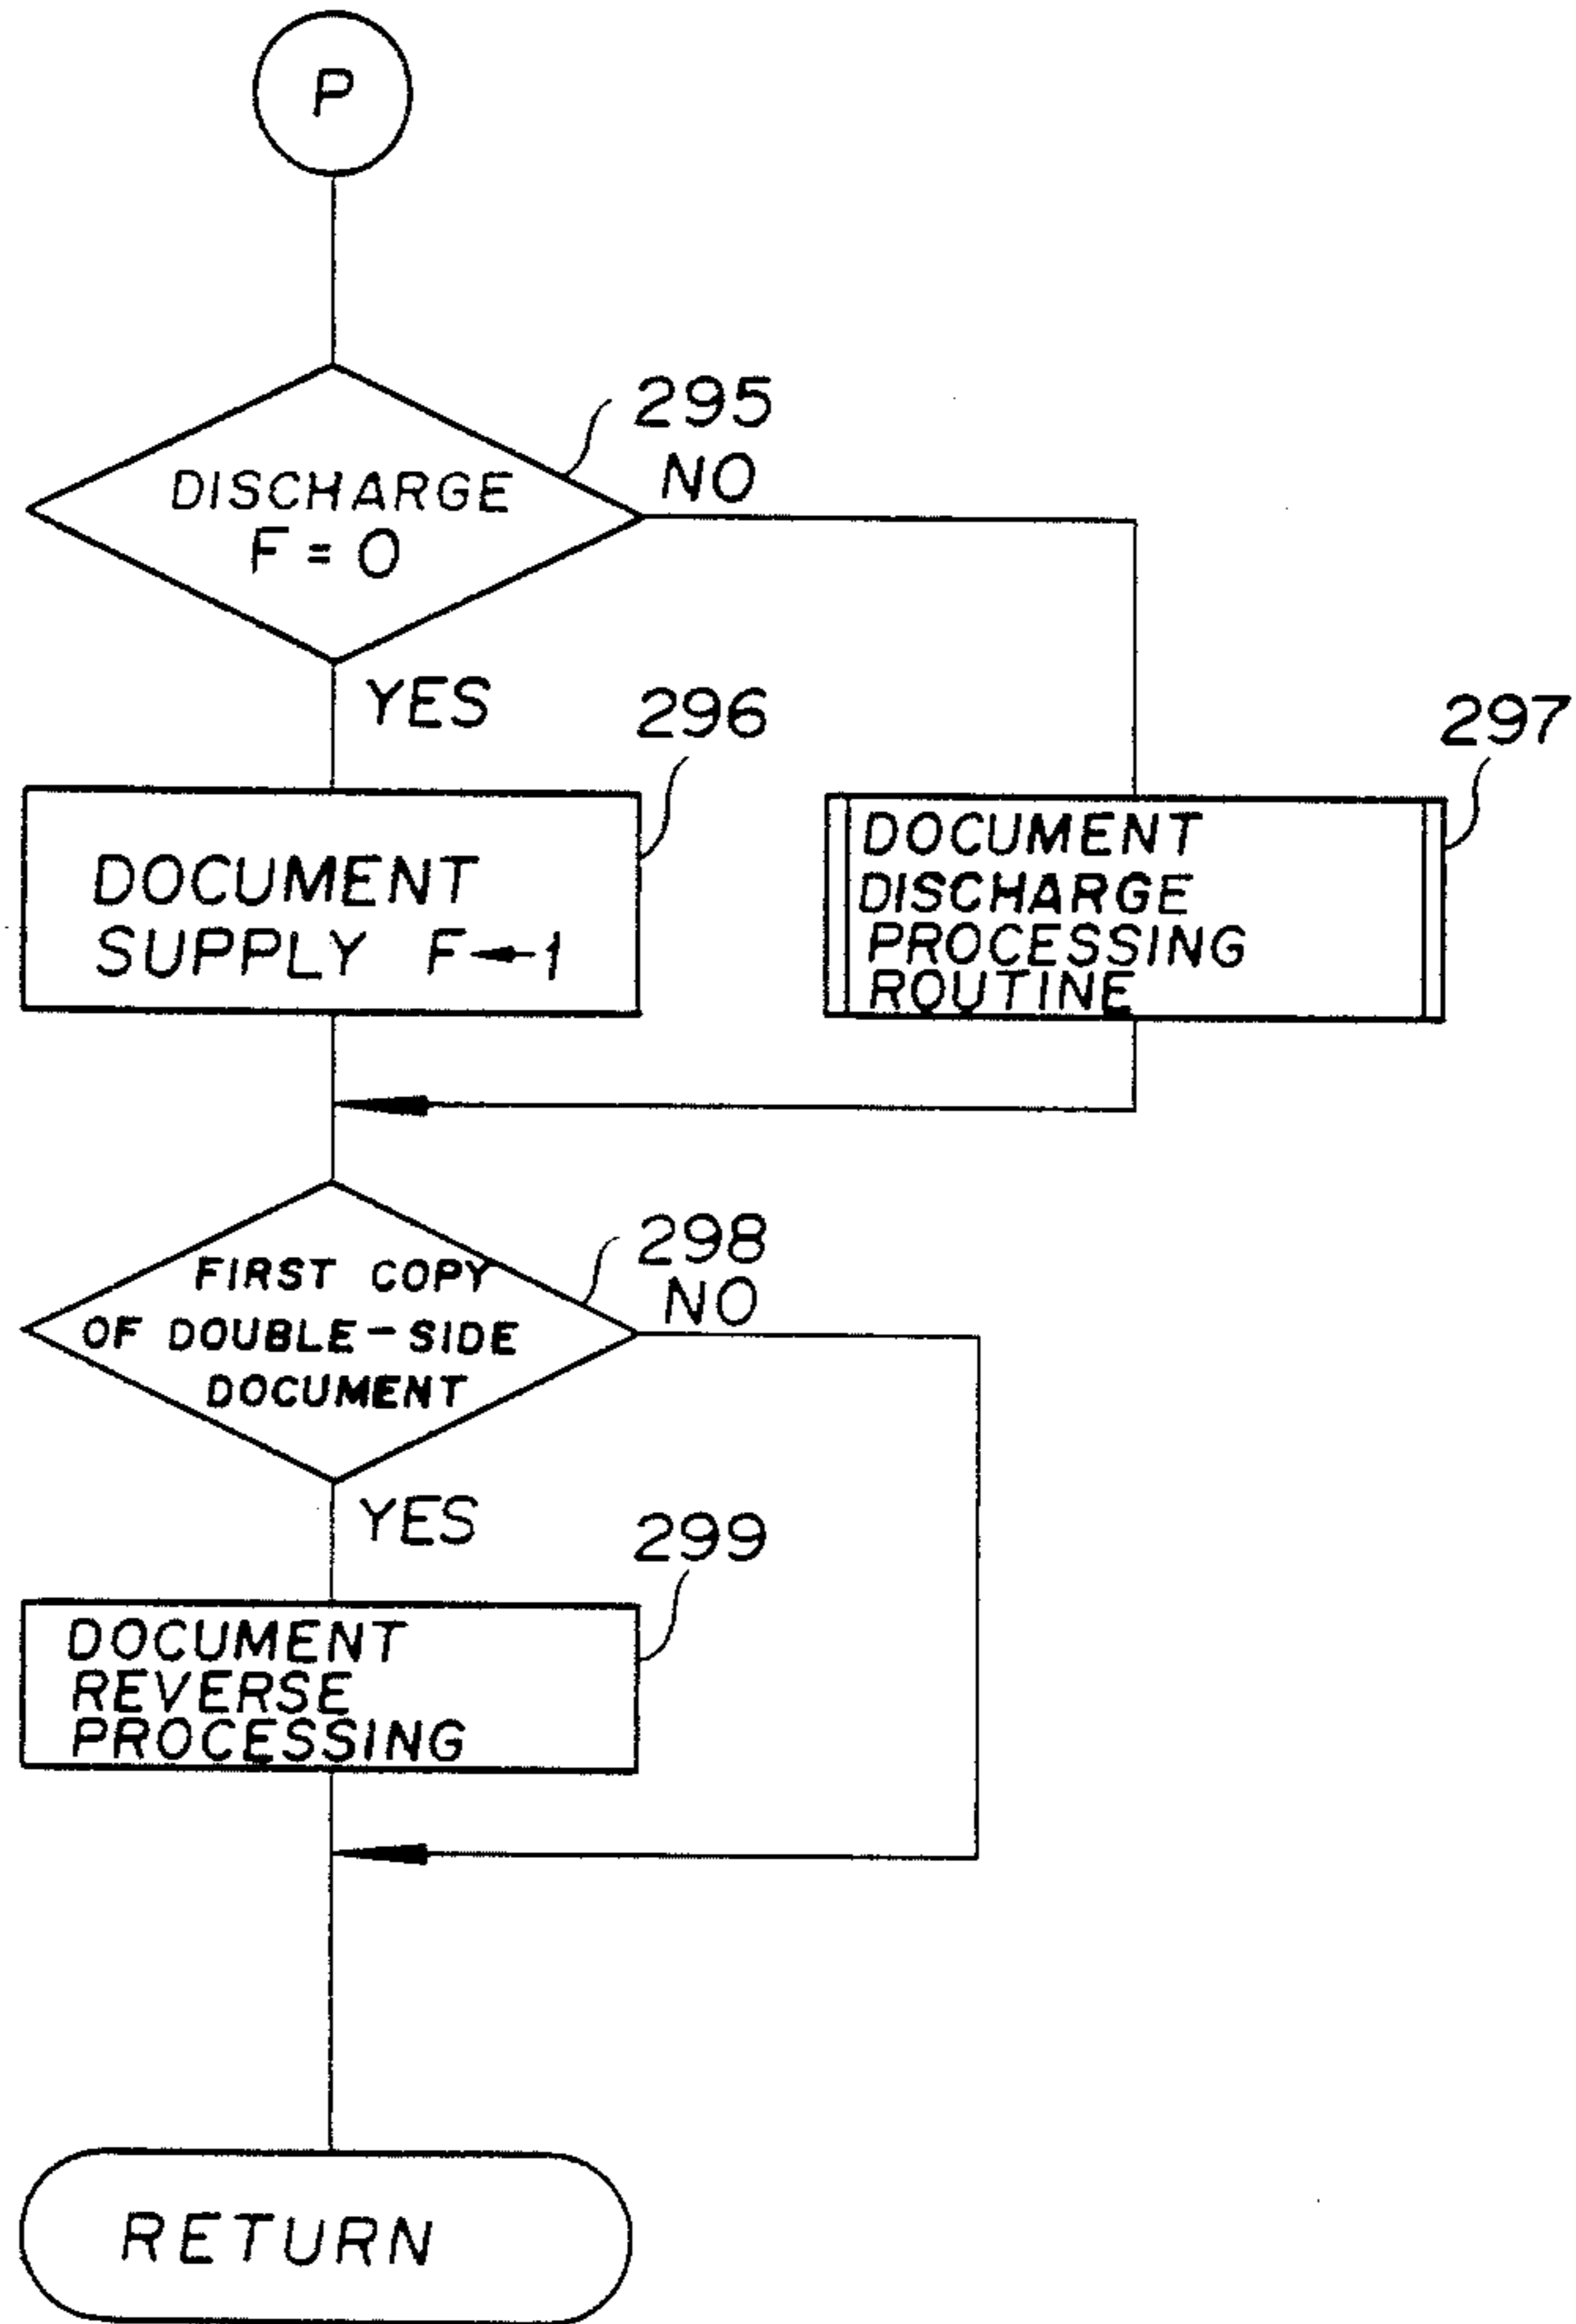 P
295
NO
DISCHARGE
F = 0
YES
296
297
DOCUMENT
SUPPLY F←1
DOCUMENT
DISCHARGE
PROCESSING
ROUTINE
298
NO
FIRST COPY
OF DOUBLE-SIDE
DOCUMENT
YES
299
DOCUMENT
REVERSE
PROCESSING
RETURN